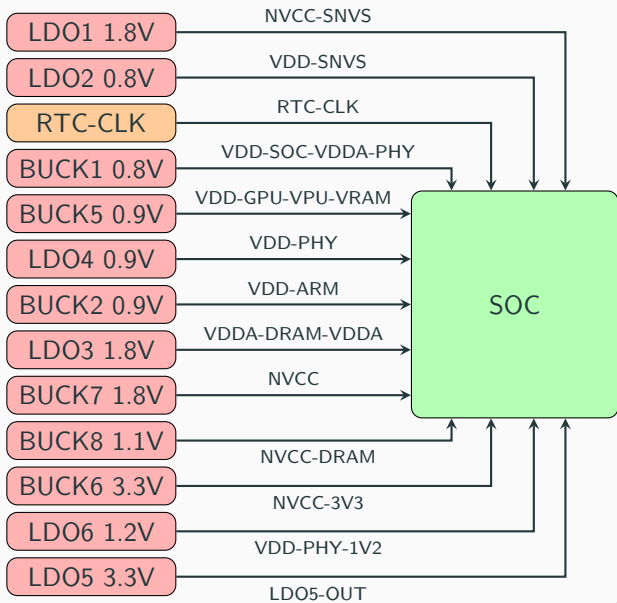 NVCC-SNVS
LDO1 1.8V
VDD-SNVS
LDO2 0.8V
RTC-CLK
RTC-CLK
VDD-SOC-VDDA-PHY
BUCK1 0.8V
VDD-GPU-VPU-VRAM
BUCK5 0.9V
VDD-PHY
LDO4 0.9V
VDD-ARM
BUCK2 0.9V
SOC
VDDA-DRAM-VDDA
LDO3 1.8V
NVCC
BUCK7 1.8V
BUCK8 1.1V
NVCC-DRAM
BUCK6 3.3V
NVCC-3V3
LDO6 1.2V
VDD-PHY-1V2
LDO5 3.3V
LDO5-OUT